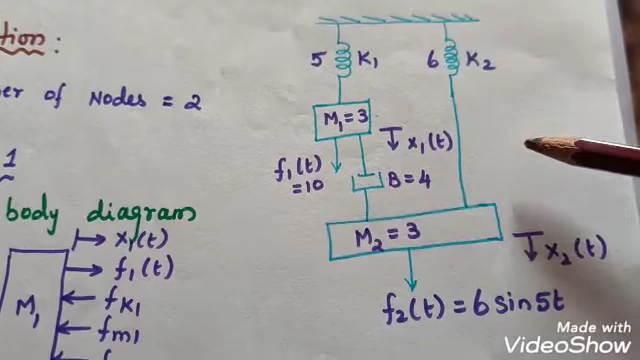 tion:
er of Nodes = 2
1
body diagram
x₁(t)
f₁(t)
M₁
fK₁
fm₁
5 K₁
6 K₂
M₁ = 3
x₁(t)
f₁(t)
= 10
B = 4
M₂ = 3
x₂(t)
f₂(t) = 6 sin 5t
Made with
VideoShow